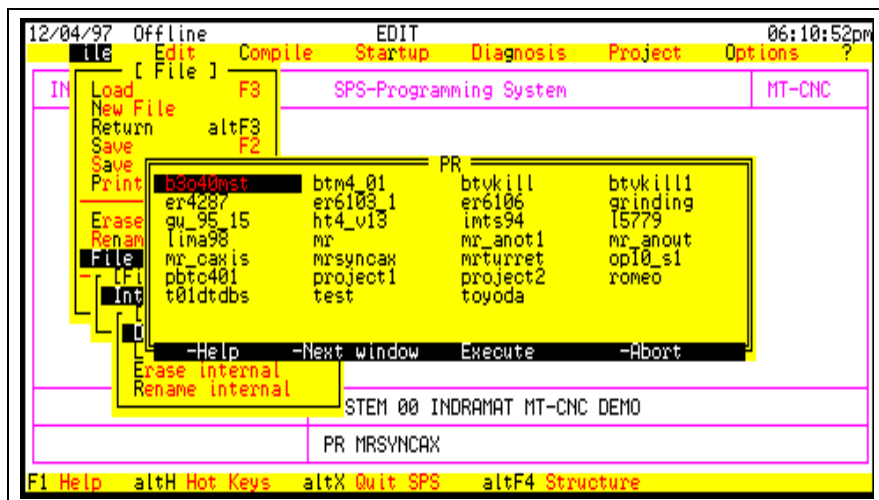 12/04/97 Offline EDIT 06:10:52pm
ile Edit Compile Startup Diagnosis Project Options ?
[ File ]
IN SPS-Programming System MT-CNC
Load F3
New File
Return altF3
Save F2
Save
Print
Erase
Renam
File
[Fi
Int
PR
b3o40mst btm4_01 btvkill btvkill1
er4287 er6103_1 er6106 grinding
gu_95_15 ht4_v13 imts94 l5779
lima98 mr mr_anot1 mr_anout
mr_caxis mrsyncax mrturret op10_s1
pbtc401 project1 project2 romeo
t01dtdbs test toyoda
-Help -Next window Execute -Abort
Erase internal
Rename internal
STEM 00 INDRAMAT MT-CNC DEMO
PR MRSYNCAX
F1 Help altH Hot Keys altX Quit SPS altF4 Structure